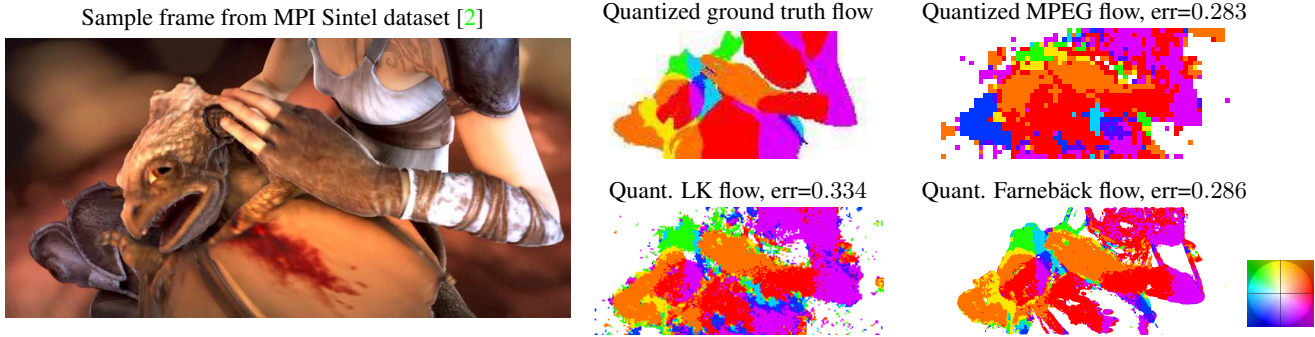 Sample frame from MPI Sintel dataset [2]
Quantized ground truth flow
Quantized MPEG flow, err=0.283
Quant. LK flow, err=0.334
Quant. Farnebäck flow, err=0.286